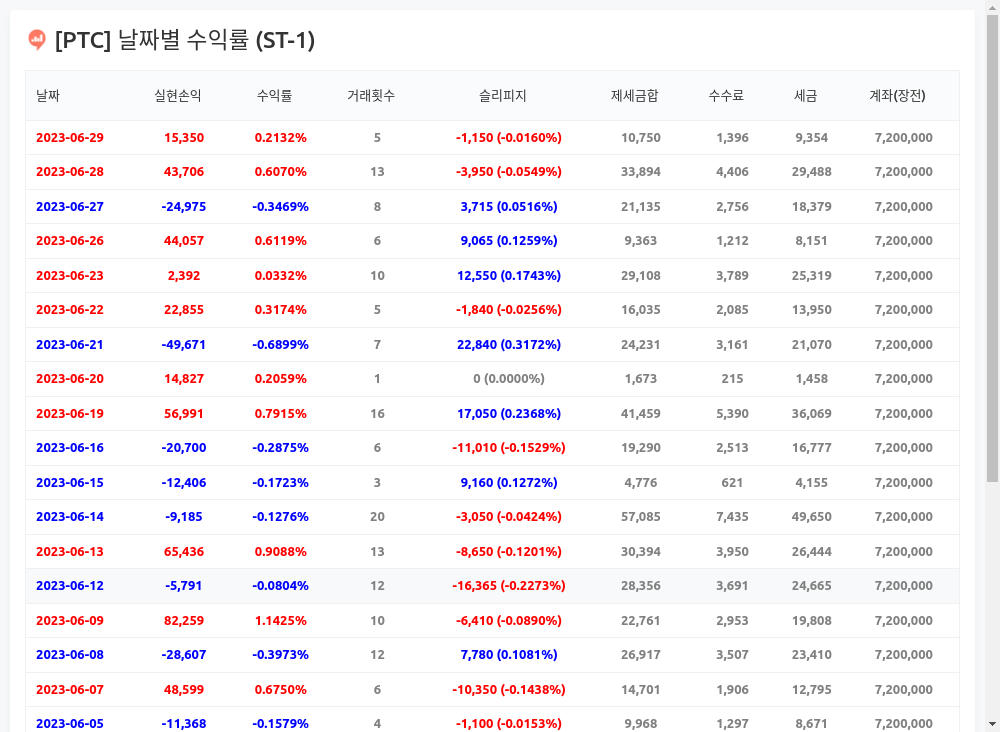 [PTC] 날짜별 수익률 (ST-1)
날짜 실현손익 수익률 거래횟수 슬리피지 제세금합 수수료 세금 계좌(장전)
2023-06-29 15,350 0.2132% 5 -1,150 (-0.0160%) 10,750 1,396 9,354 7,200,000
2023-06-28 43,706 0.6070% 13 -3,950 (-0.0549%) 33,894 4,406 29,488 7,200,000
2023-06-27 -24,975 -0.3469% 8 3,715 (0.0516%) 21,135 2,756 18,379 7,200,000
2023-06-26 44,057 0.6119% 6 9,065 (0.1259%) 9,363 1,212 8,151 7,200,000
2023-06-23 2,392 0.0332% 10 12,550 (0.1743%) 29,108 3,789 25,319 7,200,000
2023-06-22 22,855 0.3174% 5 -1,840 (-0.0256%) 16,035 2,085 13,950 7,200,000
2023-06-21 -49,671 -0.6899% 7 22,840 (0.3172%) 24,231 3,161 21,070 7,200,000
2023-06-20 14,827 0.2059% 1 0 (0.0000%) 1,673 215 1,458 7,200,000
2023-06-19 56,991 0.7915% 16 17,050 (0.2368%) 41,459 5,390 36,069 7,200,000
2023-06-16 -20,700 -0.2875% 6 -11,010 (-0.1529%) 19,290 2,513 16,777 7,200,000
2023-06-15 -12,406 -0.1723% 3 9,160 (0.1272%) 4,776 621 4,155 7,200,000
2023-06-14 -9,185 -0.1276% 20 -3,050 (-0.0424%) 57,085 7,435 49,650 7,200,000
2023-06-13 65,436 0.9088% 13 -8,650 (-0.1201%) 30,394 3,950 26,444 7,200,000
2023-06-12 -5,791 -0.0804% 12 -16,365 (-0.2273%) 28,356 3,691 24,665 7,200,000
2023-06-09 82,259 1.1425% 10 -6,410 (-0.0890%) 22,761 2,953 19,808 7,200,000
2023-06-08 -28,607 -0.3973% 12 7,780 (0.1081%) 26,917 3,507 23,410 7,200,000
2023-06-07 48,599 0.6750% 6 -10,350 (-0.1438%) 14,701 1,906 12,795 7,200,000
2023-06-05 -11,368 -0.1579% 4 -1,100 (-0.0153%) 9,968 1,297 8,671 7,200,000